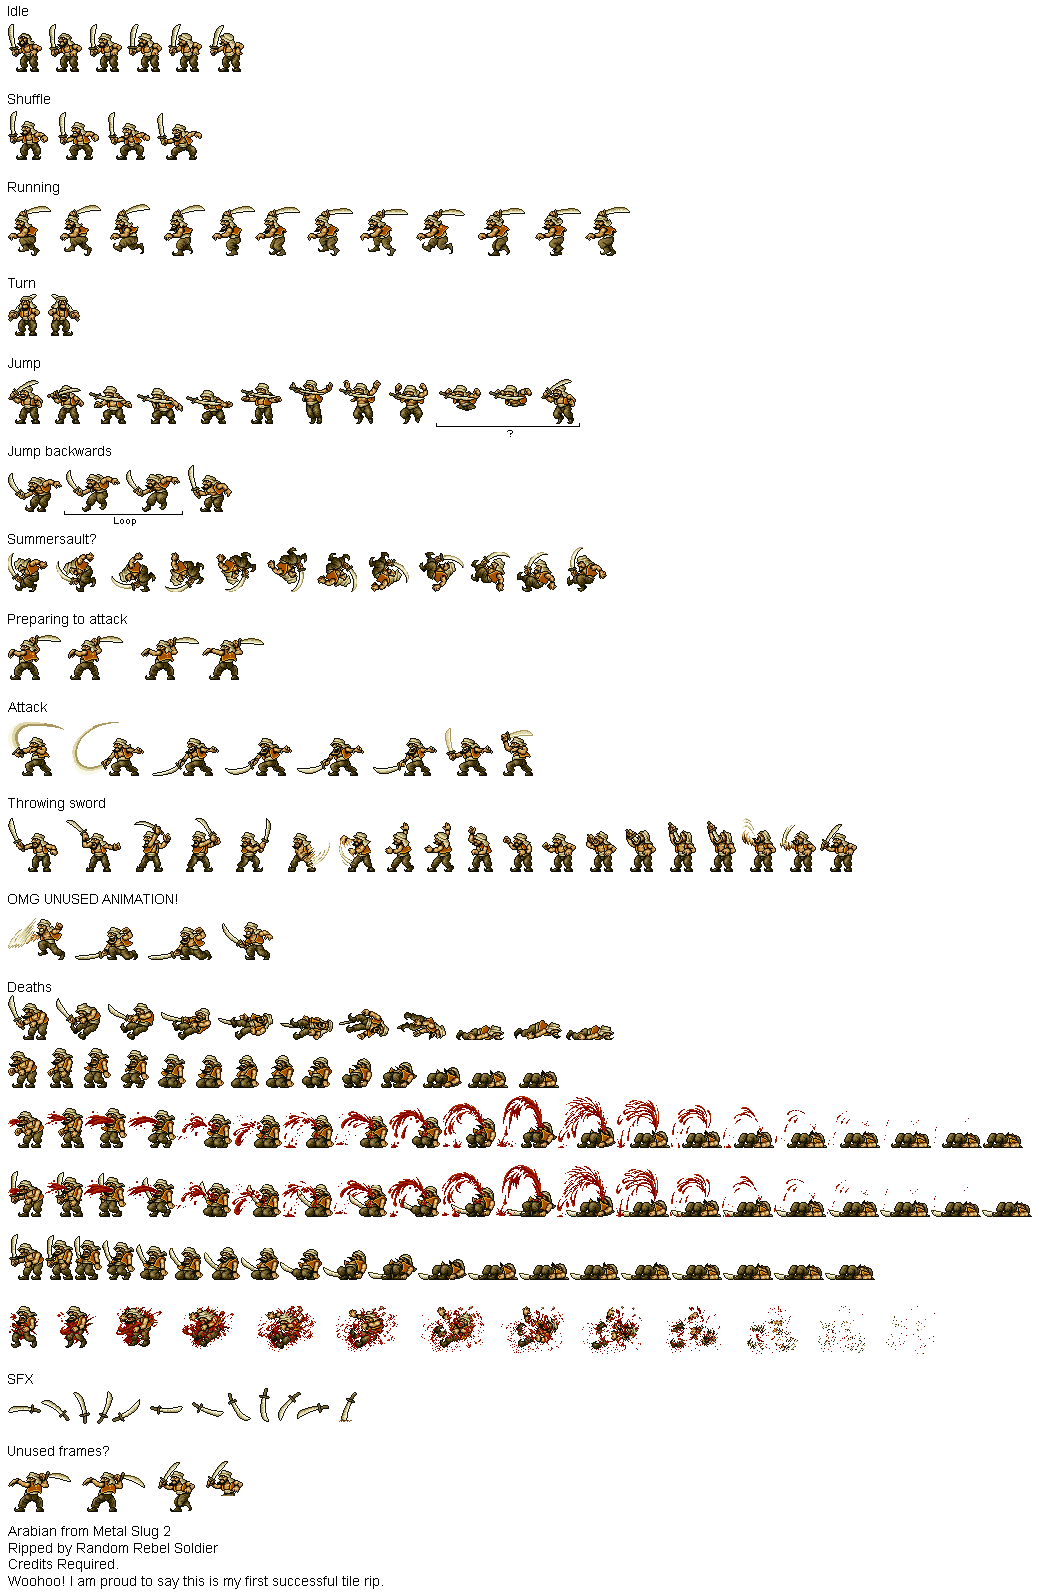 Idle
Shuffle
Running
Turn
Jump
?
Jump backwards
Loop
Summersault?
Preparing to attack
Attack
Throwing sword
OMG UNUSED ANIMATION!
Deaths
SFX
Unused frames?
Arabian from Metal Slug 2
Ripped by Random Rebel Soldier
Credits Required.
Woohoo! I am proud to say this is my first successful tile rip.